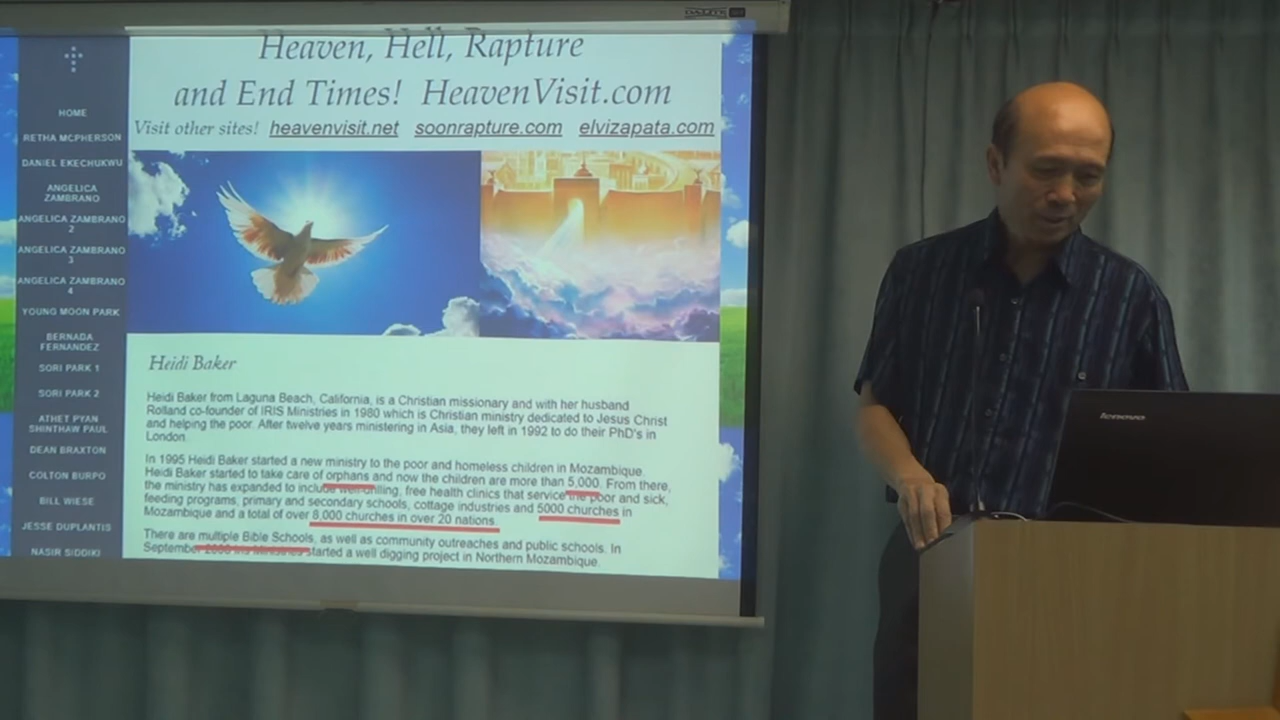 DALITE
Heaven, Hell, Rapture
and End Times! HeavenVisit.com
Visit other sites! heavenvisit.net soonrapture.com elvizapata.com
HOME
RETHA MCPHERSON
DANIEL EKECHUKWU
ANGELICA
ZAMBRANO
ANGELICA ZAMBRANO
2
ANGELICA ZAMBRANO
3
ANGELICA ZAMBRANO
4
YOUNG MOON PARK
BERNADA
FERNANDEZ
SORI PARK 1
SORI PARK 2
ATHET PYAN
SHINTHAW PAUL
DEAN BRAXTON
COLTON BURPO
BILL WIESE
JESSE DUPLANTIS
NASIR SIDDIKI
Heidi Baker
Heidi Baker from Laguna Beach, California, is a Christian missionary and with her husband
Rolland co-founder of IRIS Ministries in 1980 which is Christian ministry dedicated to Jesus Christ
and helping the poor. After twelve years ministering in Asia, they left in 1992 to do their PhD's in
London.
In 1995 Heidi Baker started a new ministry to the poor and homeless children in Mozambique.
Heidi Baker started to take care of orphans and now the children are more than 5,000. From there,
the ministry has expanded to include well-drilling, free health clinics that service the poor and sick,
feeding programs, primary and secondary schools, cottage industries and 5000 churches in
Mozambique and a total of over 8,000 churches in over 20 nations.
There are multiple Bible Schools, as well as community outreaches and public schools. In
September Ministries started a well digging project in Northern Mozambique.
lenovo